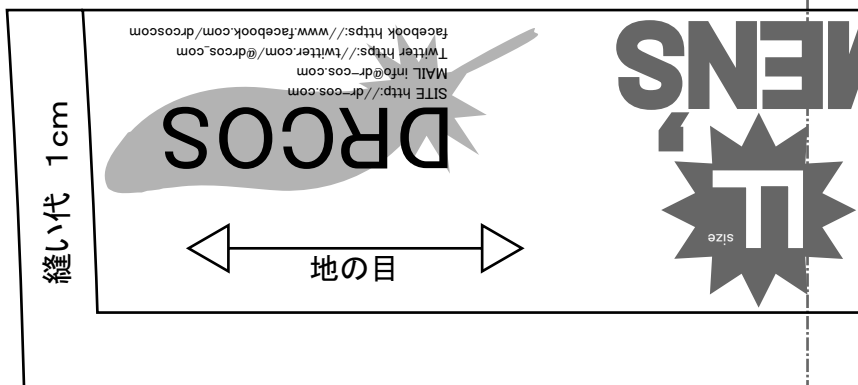 縫い代 1cm
DRCOS
SITE http://dr-cos.com
MAIL info@dr-cos.com
Twitter https://twitter.com/@drcos_com
facebook https://www.facebook.com/drcoscom
地の目
LL
size
MEN'S